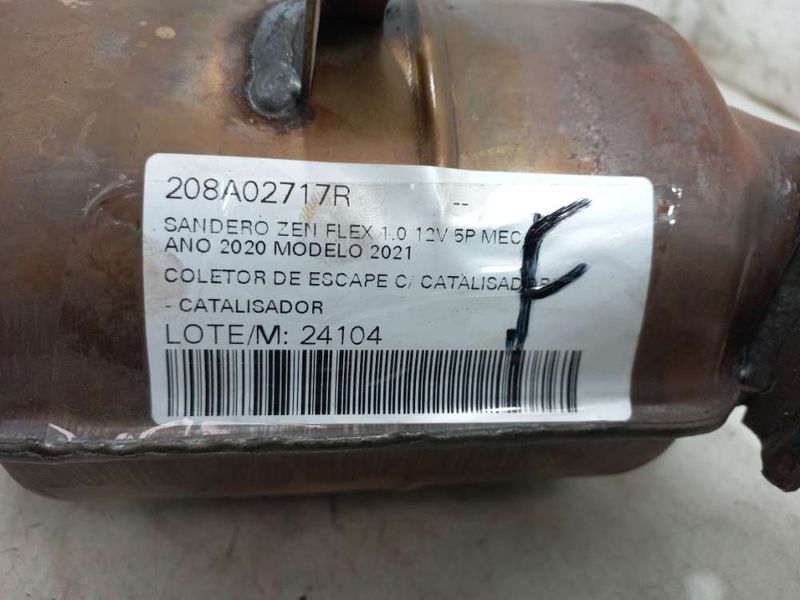 208A02717R --
SANDERO ZEN FLEX 1.0 12V 5P MEC
ANO 2020 MODELO 2021
COLETOR DE ESCAPE C/ CATALISADOR
- CATALISADOR
LOTE/M: 24104
F